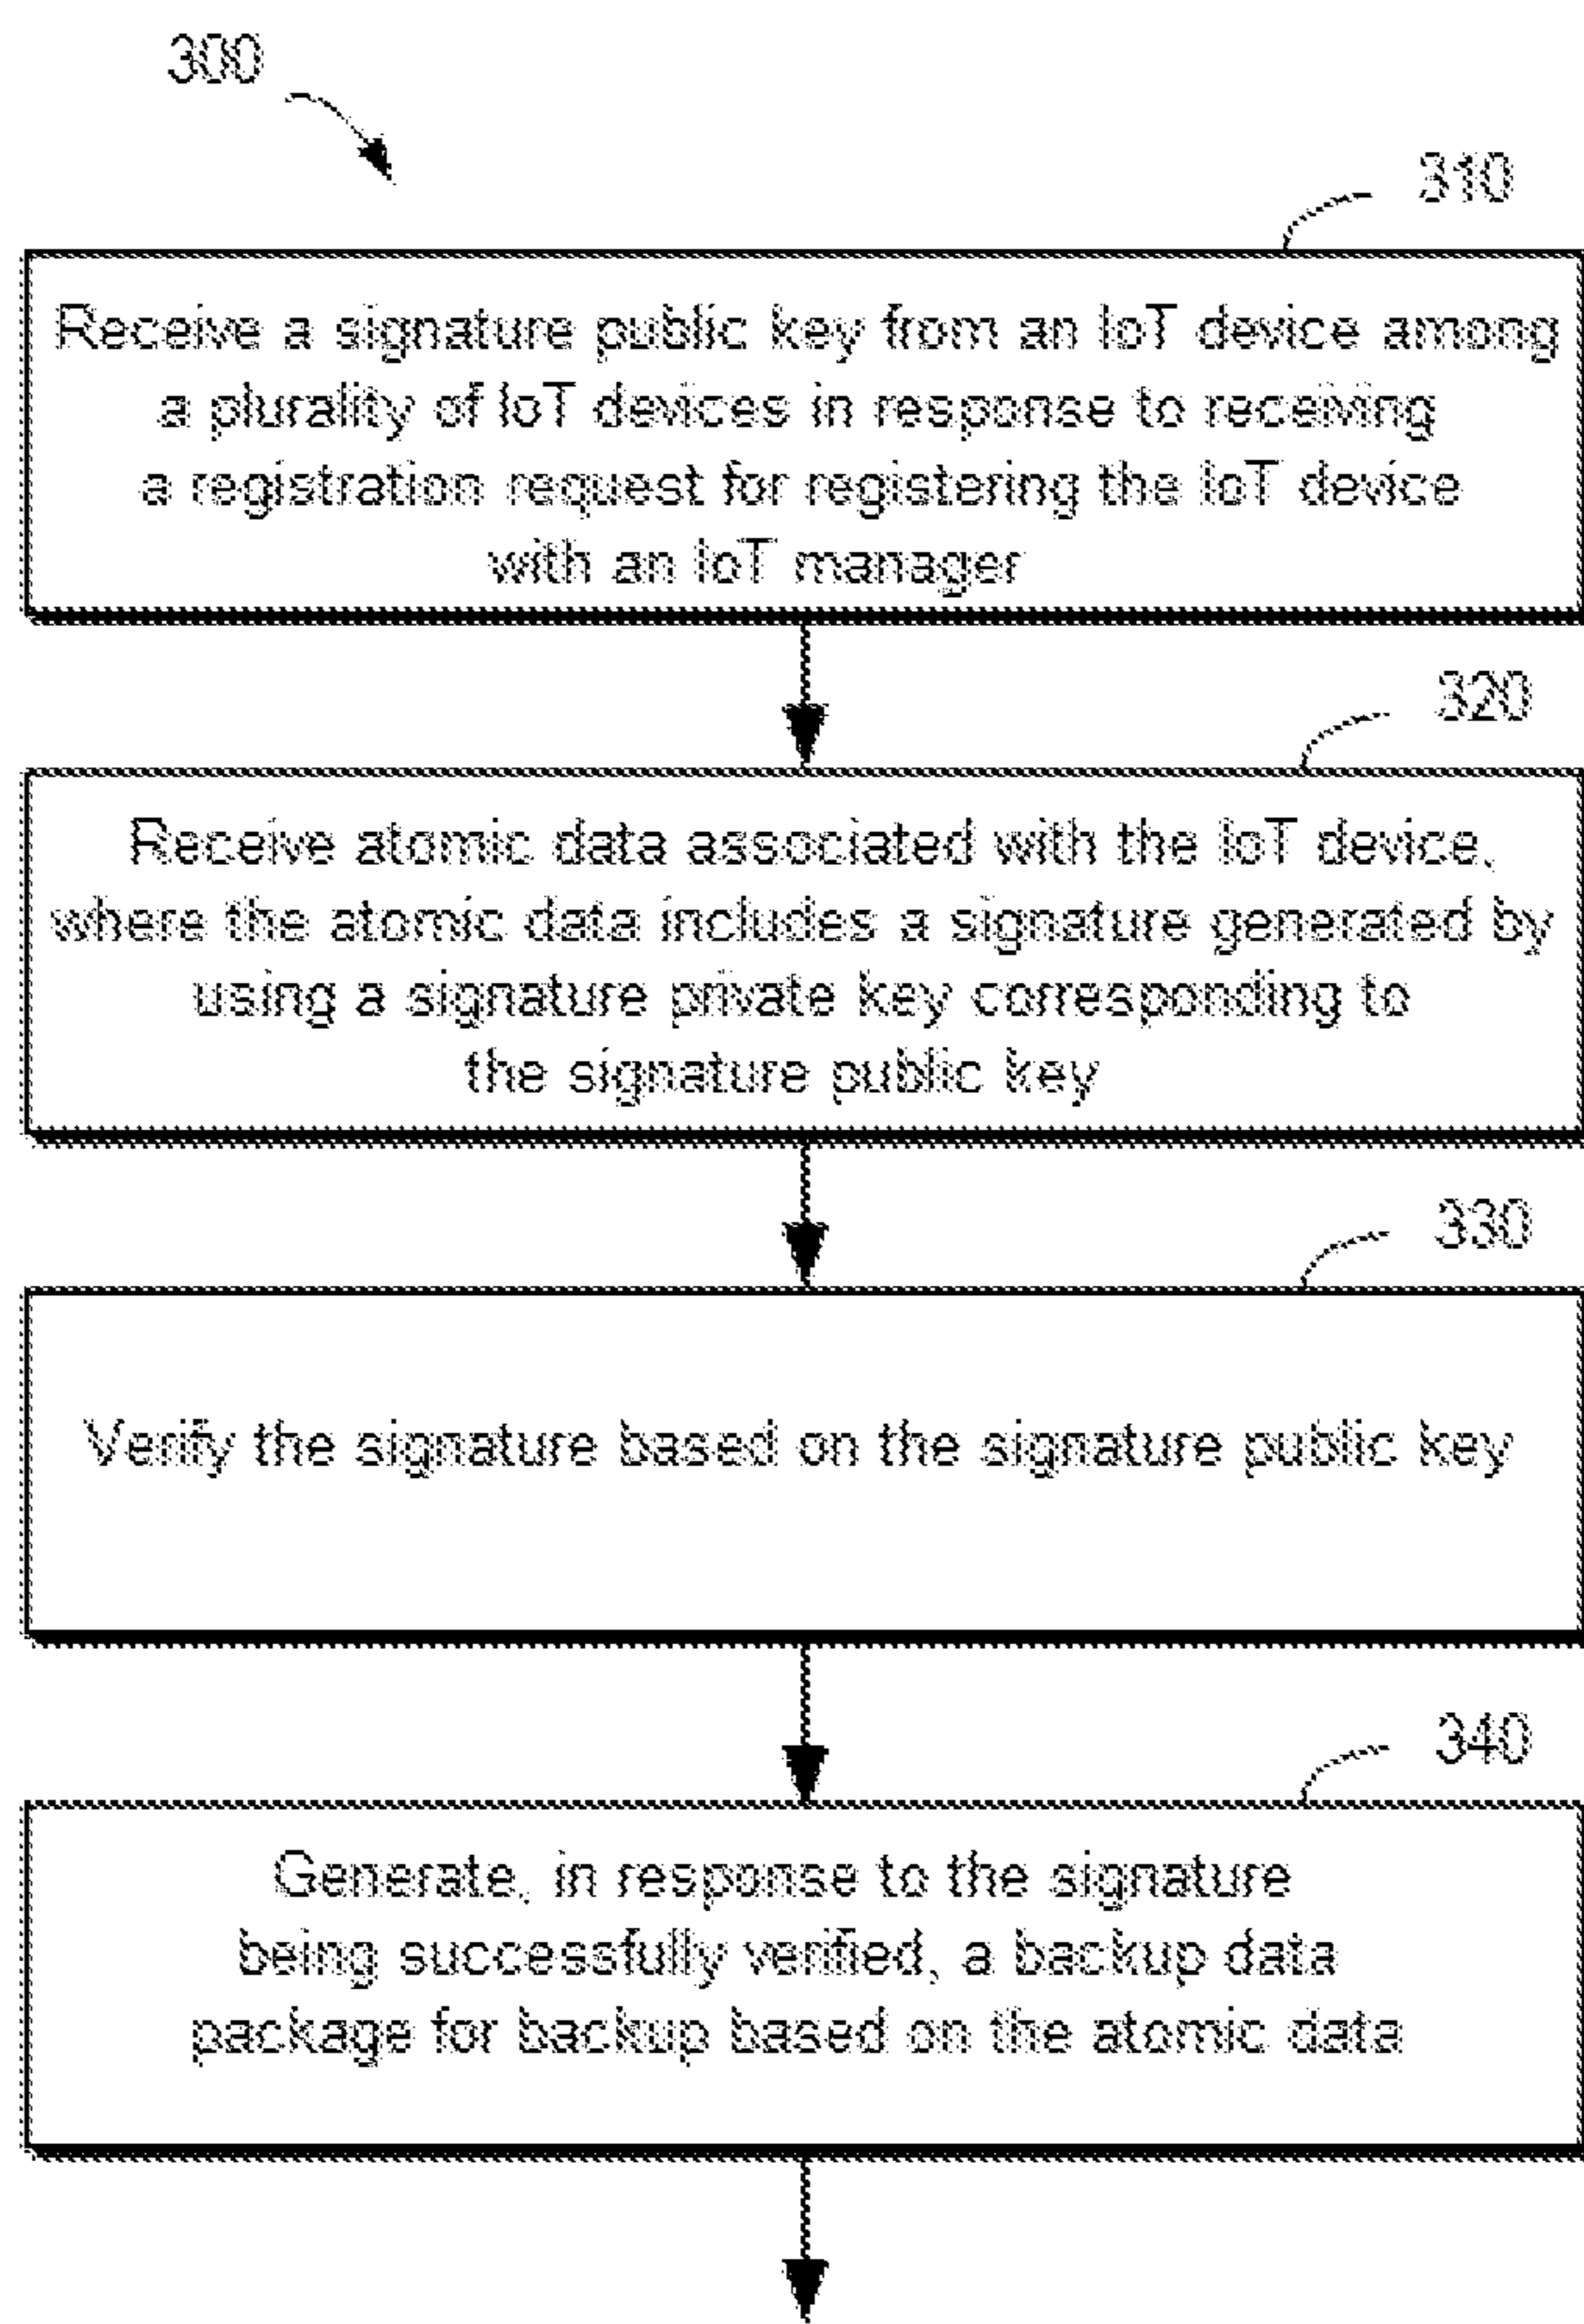 300
310
Receive a signature public key from an IoT device among
a plurality of IoT devices in response to receiving
a registration request for registering the IoT device
with an IoT manager
320
Receive atomic data associated with the IoT device,
where the atomic data includes a signature generated by
using a signature private key corresponding to
the signature public key
330
Verify the signature based on the signature public key
340
Generate, in response to the signature
being successfully verified, a backup data
package for backup based on the atomic data